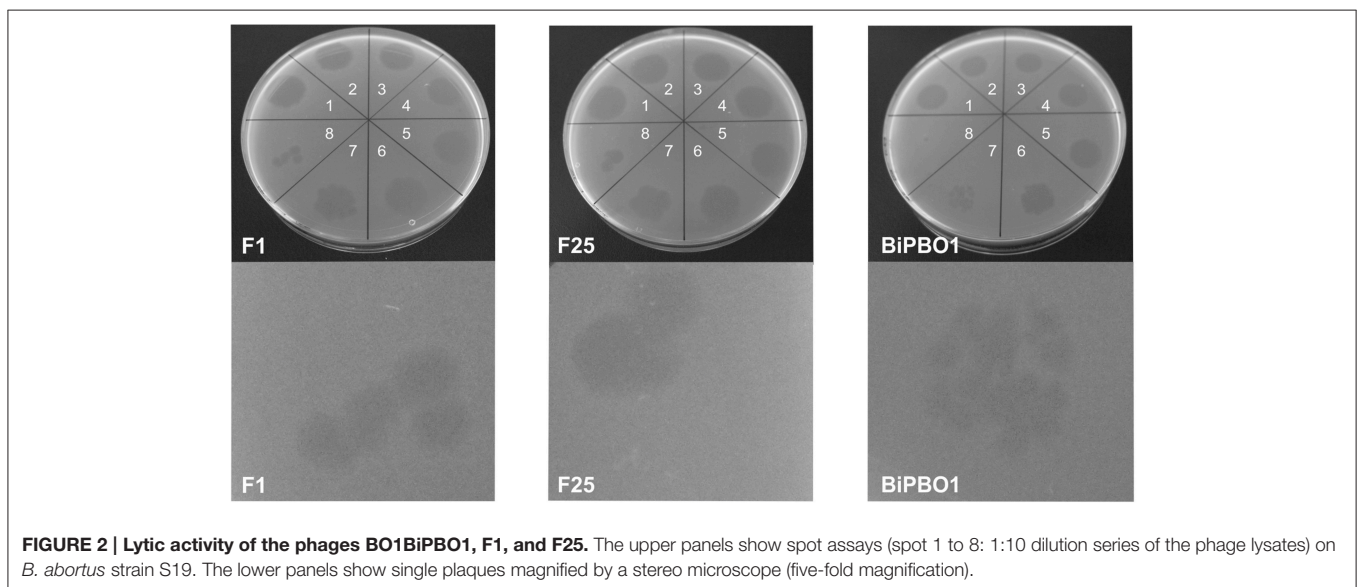 2 3
1 4
8 5
7 6
F1
2 3
1 4
8 5
7 6
F25
2 3
1 4
8 5
7 6
BiPBO1
F1
F25
BiPBO1
FIGURE 2 | Lytic activity of the phages BO1BiPBO1, F1, and F25. The upper panels show spot assays (spot 1 to 8: 1:10 dilution series of the phage lysates) on
B. abortus strain S19. The lower panels show single plaques magnified by a stereo microscope (five-fold magnification).